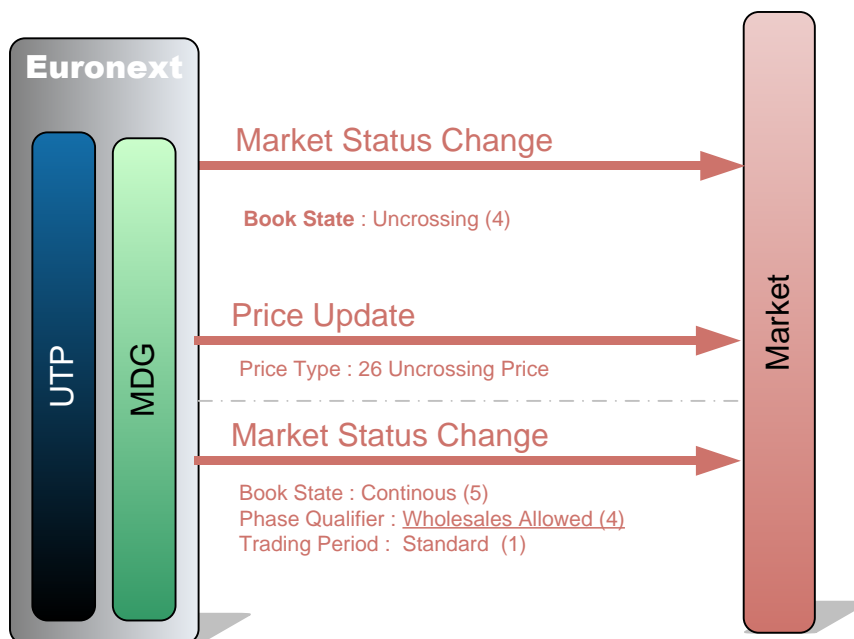 Euronext
Market Status Change
Book State : Uncrossing (4)
Price Update
Price Type : 26 Uncrossing Price
Market Status Change
Book State : Continous (5)
Phase Qualifier : Wholesales Allowed (4)
Trading Period :  Standard  (1)
UTP
MDG
Market